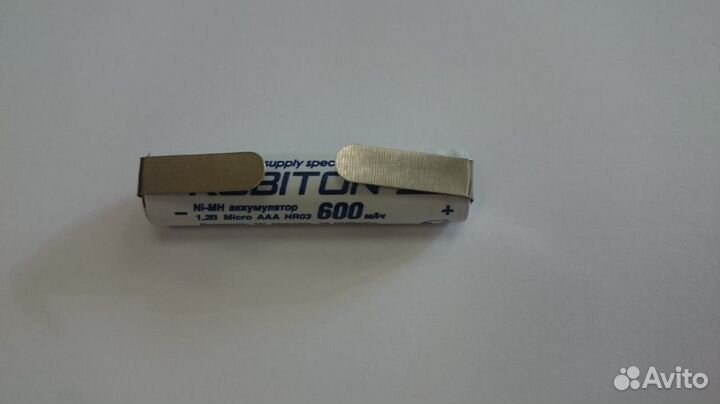 supply spec
ROBITON
Ni-MH аккумулятор
1,2В Micro AAA HR03 600 мАч
- +
Avito